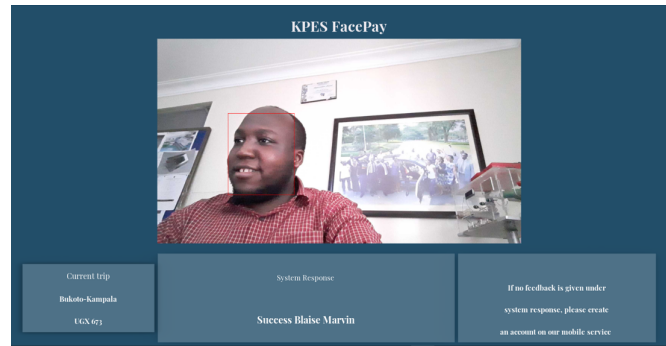 KPES FacePay
Current trip
Bukoto-Kampala
UGX 673
System Response
Success Blaise Marvin
If no feedback is given under
system response, please create
an account on our mobile service